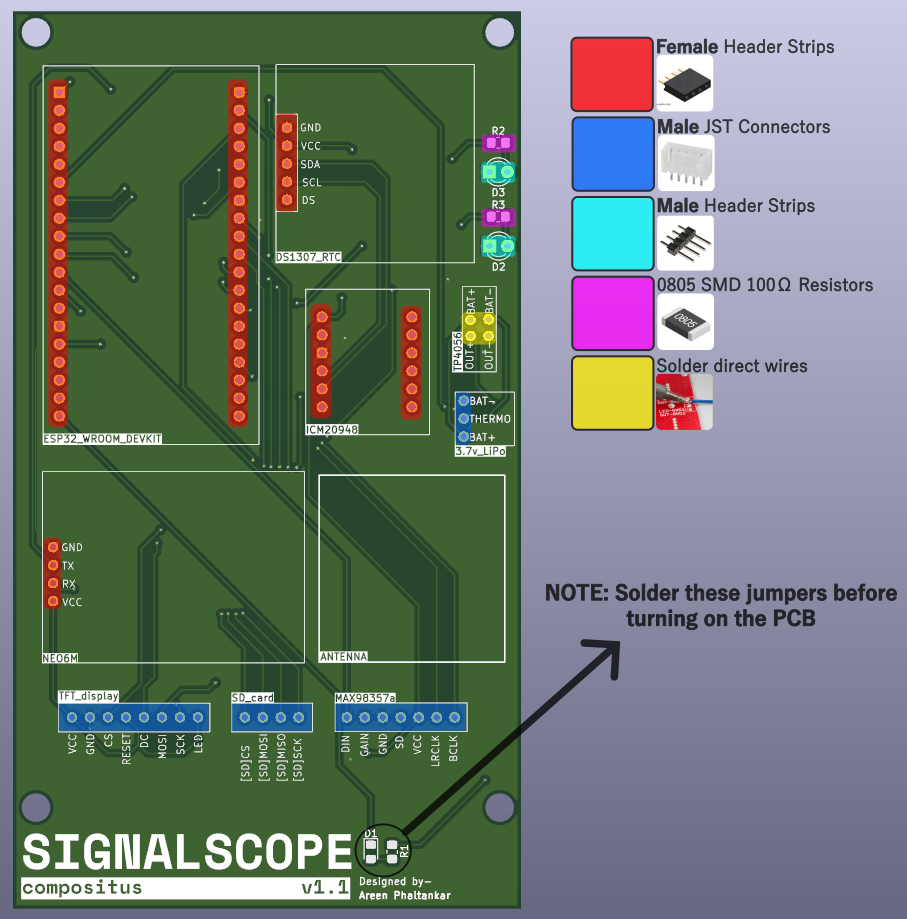 GND
VCC
SDA
SCL
DS
DS1307_RTC
R2
D3
R3
D2
ESP32_WROOM_DEVKIT
ICM20948
BAT+
BAT-
OUT+
OUT-
TP4056
BAT-
THERMO
BAT+
3.7v_LiPo
GND
TX
RX
VCC
NEO6M
ANTENNA
TFT_display
VCC
GND
CS
RESET
DC
MOSI
SCK
LED
SD_card
[SD]CS
[SD]MOSI
[SD]MISO
[SD]SCK
MAX98357a
DIN
GAIN
GND
SD
VCC
LRCLK
BCLK
D1
R1
SIGNALSCOPE
compositus v1.1
Designed by-
Areen Phaltankar
Female Header Strips
Male JST Connectors
Male Header Strips
0805 SMD 100Ω Resistors
0805
Solder direct wires
NOTE: Solder these jumpers before
turning on the PCB